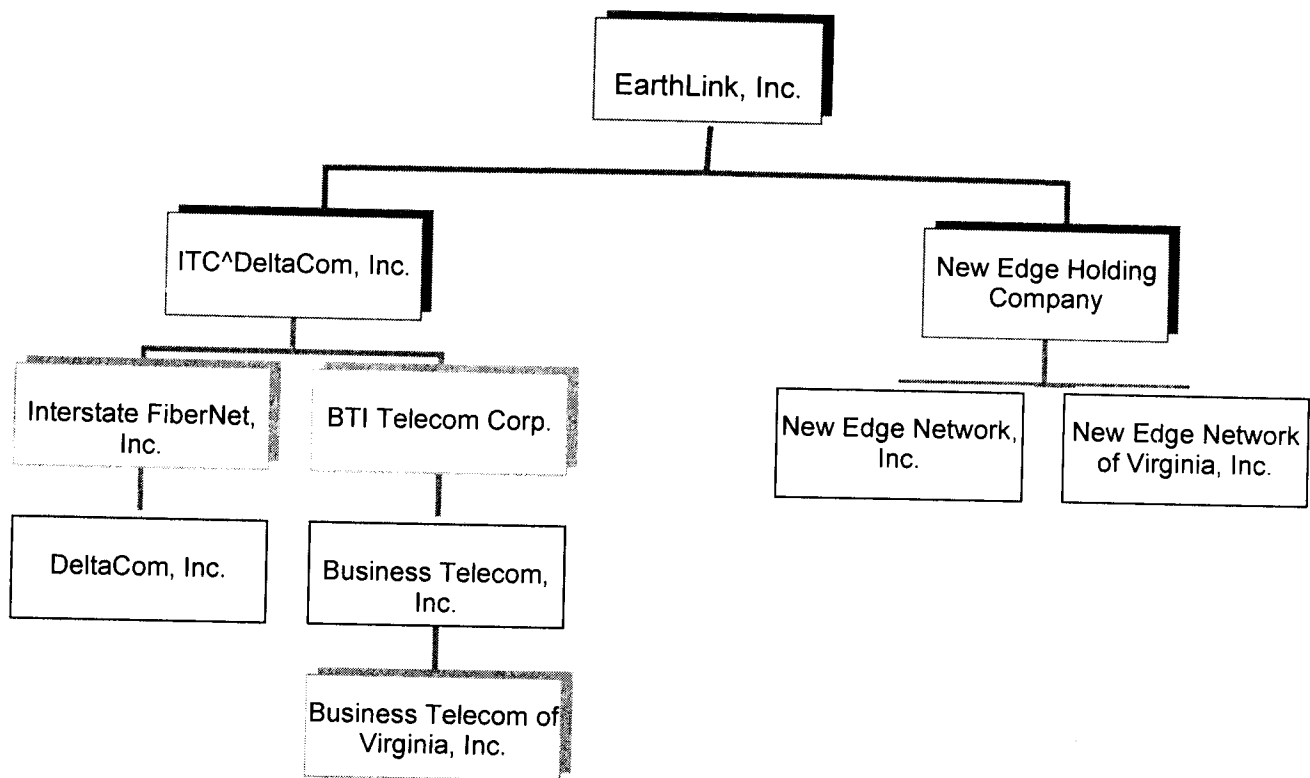 EarthLink, Inc.
ITC^DeltaCom, Inc.
New Edge Holding
Company
Interstate FiberNet,
Inc.
BTI Telecom Corp.
New Edge Network,
Inc.
New Edge Network
of Virginia, Inc.
DeltaCom, Inc.
Business Telecom,
Inc.
Business Telecom of
Virginia, Inc.